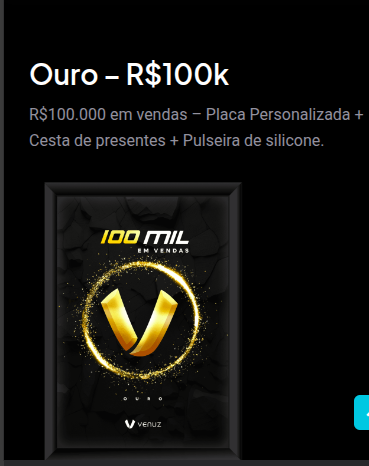 Ouro – R$100k
R$100.000 em vendas – Placa Personalizada +
Cesta de presentes + Pulseira de silicone.
100 MIL
EM VENDAS
OURO
VENUZ